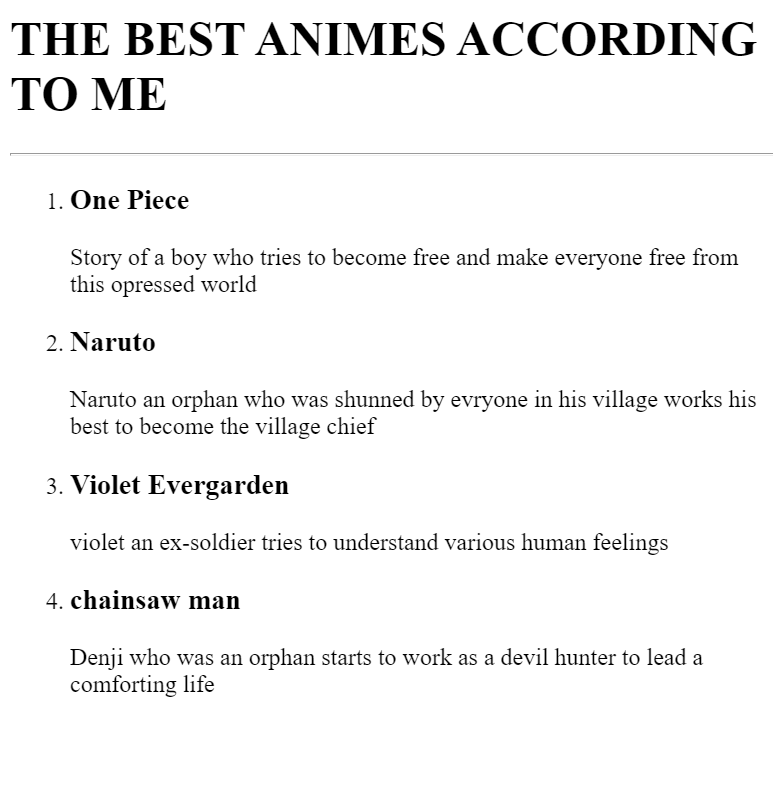 THE BEST ANIMES ACCORDING
TO ME
1. One Piece
Story of a boy who tries to become free and make everyone free from
this opressed world
2. Naruto
Naruto an orphan who was shunned by evryone in his village works his
best to become the village chief
3. Violet Evergarden
violet an ex-soldier tries to understand various human feelings
4. chainsaw man
Denji who was an orphan starts to work as a devil hunter to lead a
comforting life